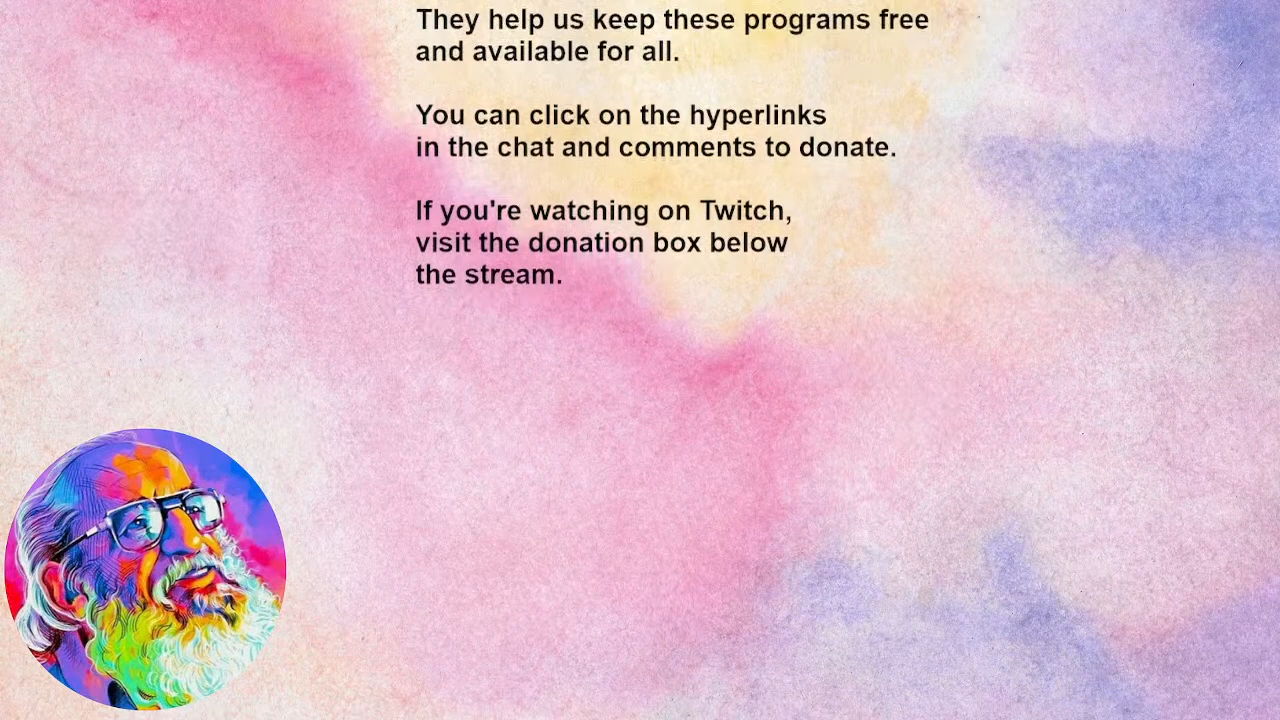 They help us keep these programs free
and available for all.
You can click on the hyperlinks
in the chat and comments to donate.
If you're watching on Twitch,
visit the donation box below
the stream.